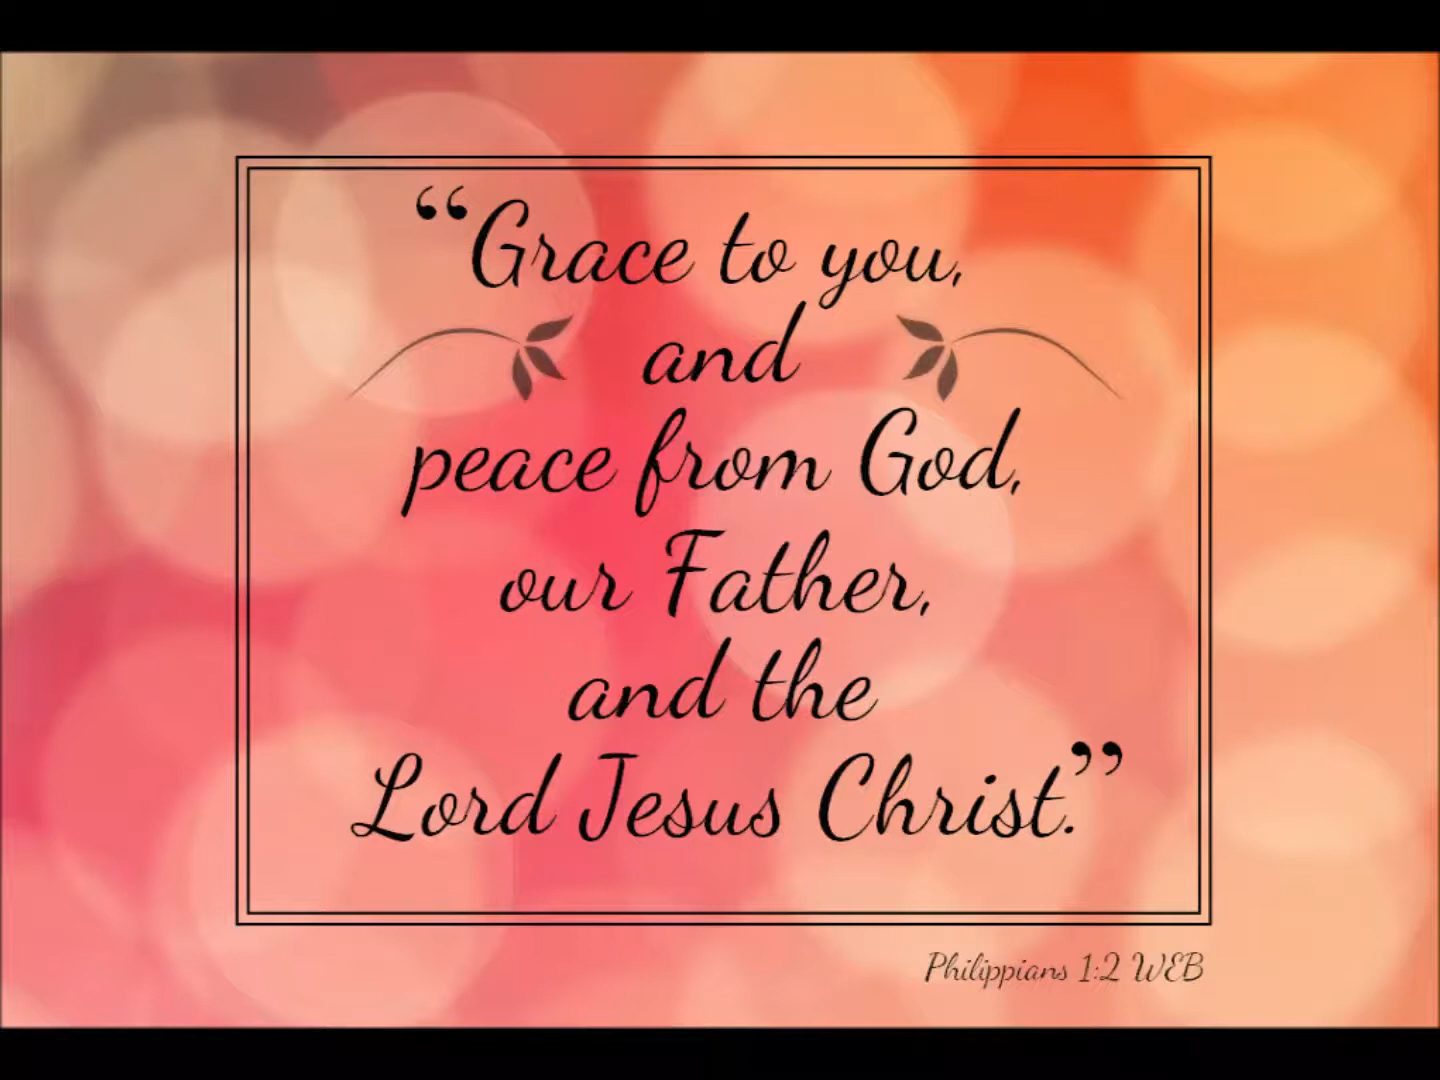 “Grace to you,
and
peace from God,
our Father,
and the
Lord Jesus Christ.”
Philippians 1:2 WEB